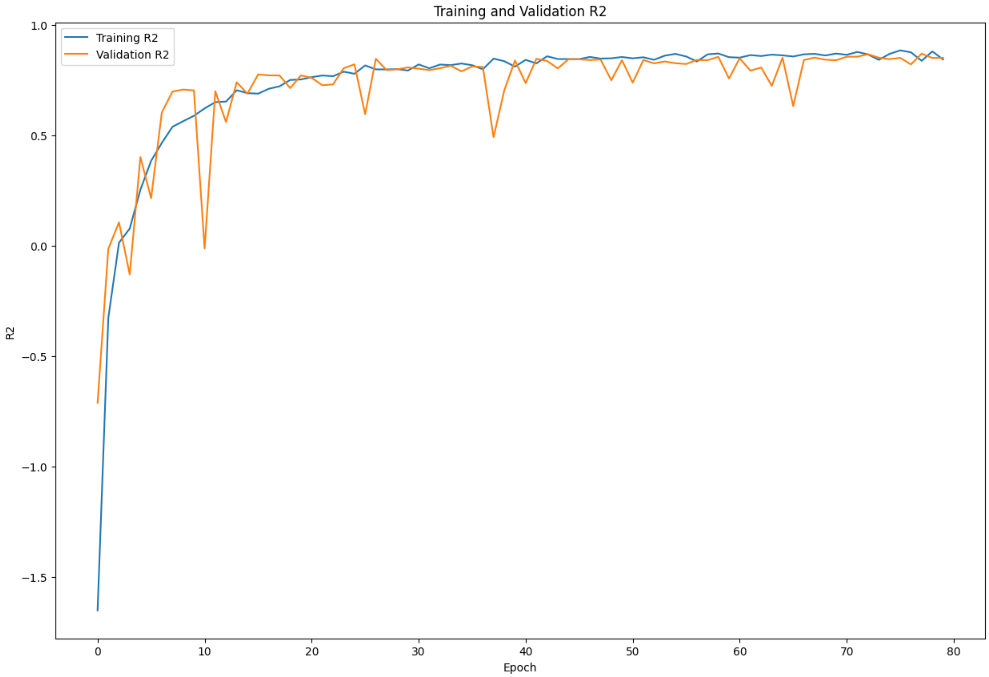 Training and Validation R2
Training R2
Validation R2
1.0
0.5
0.0
−0.5
−1.0
−1.5
R2
0 10 20 30 40 50 60 70 80
Epoch